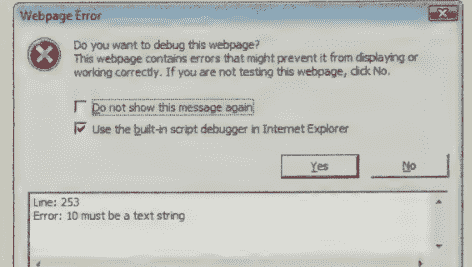 Webpage Error
Do you want to debug this webpage?
This webpage contains errors that might prevent it from displaying or
working correctly. If you are not testing this webpage, click No.
Do not show this message again
Use the built-in script debugger in Internet Explorer
Yes No
Line: 253
Error: 10 must be a text string